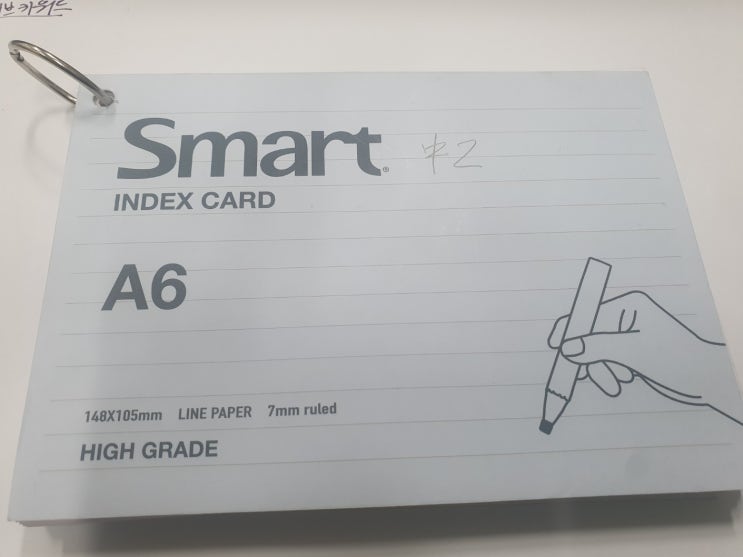 Smart® 中2
INDEX CARD
A6
148X105mm LINE PAPER 7mm ruled
HIGH GRADE